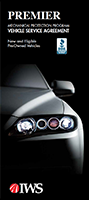 PREMIER
MECHANICAL PROTECTION PROGRAM
VEHICLE SERVICE AGREEMENT
New and Eligible
Pre-Owned Vehicles
IWS